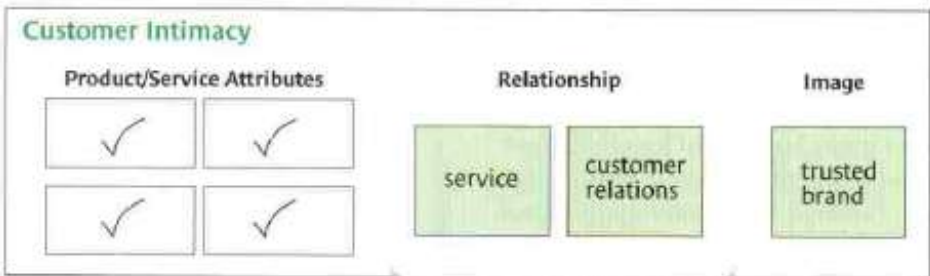 Customer Intimacy
Product/Service Attributes
Relationship
Image
service
customer
relations
trusted
brand